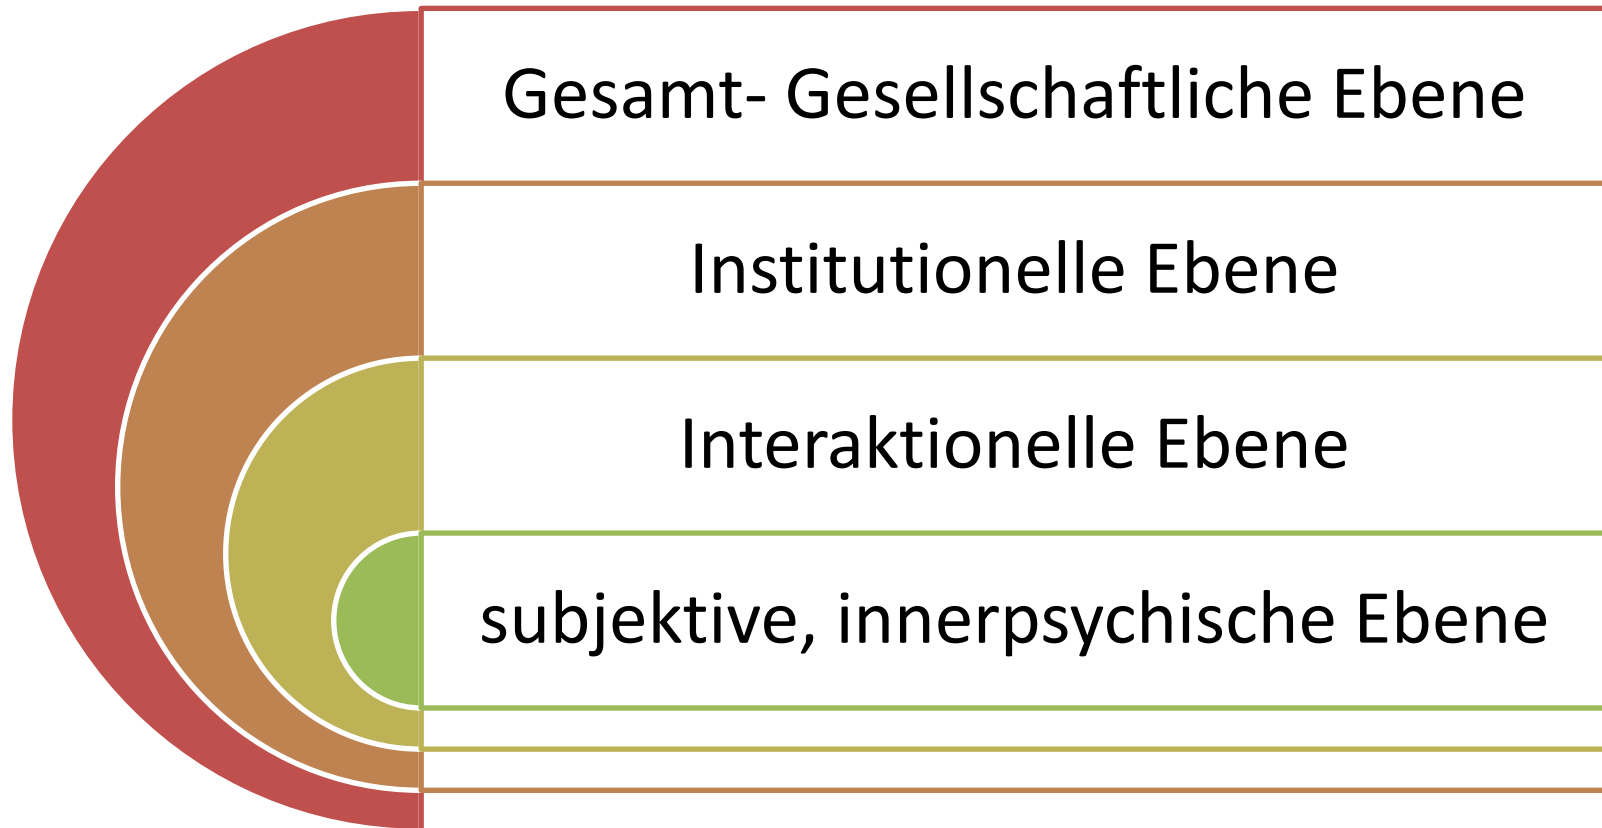 Gesamt- Gesellschaftliche Ebene
Institutionelle Ebene
Interaktionelle Ebene
subjektive, innerpsychische Ebene